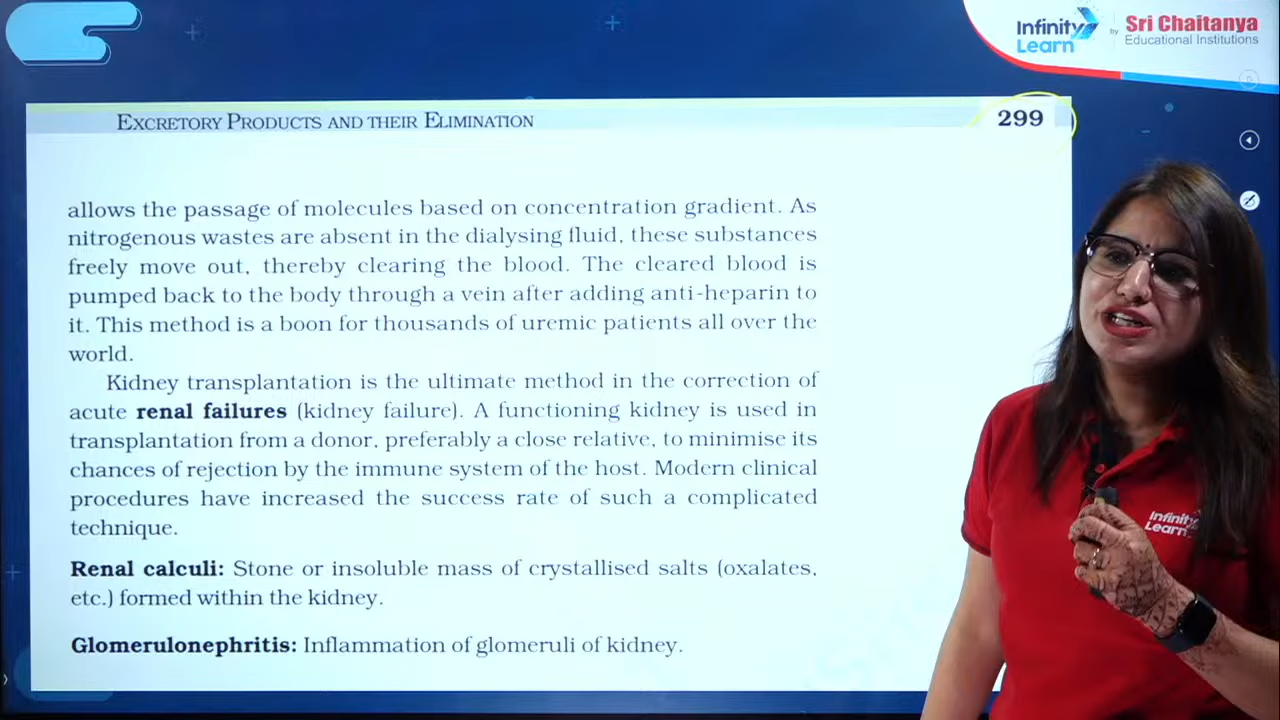 Infinity
Learn
by
Sri Chaitanya
Educational Institutions
EXCRETORY PRODUCTS AND THEIR ELIMINATION
299
allows the passage of molecules based on concentration gradient. As
nitrogenous wastes are absent in the dialysing fluid, these substances
freely move out, thereby clearing the blood. The cleared blood is
pumped back to the body through a vein after adding anti-heparin to
it. This method is a boon for thousands of uremic patients all over the
world.
Kidney transplantation is the ultimate method in the correction of
acute renal failures (kidney failure). A functioning kidney is used in
transplantation from a donor, preferably a close relative, to minimise its
chances of rejection by the immune system of the host. Modern clinical
procedures have increased the success rate of such a complicated
technique.
Renal calculi: Stone or insoluble mass of crystallised salts (oxalates,
etc.) formed within the kidney.
Glomerulonephritis: Inflammation of glomeruli of kidney.
Infinity
Learn